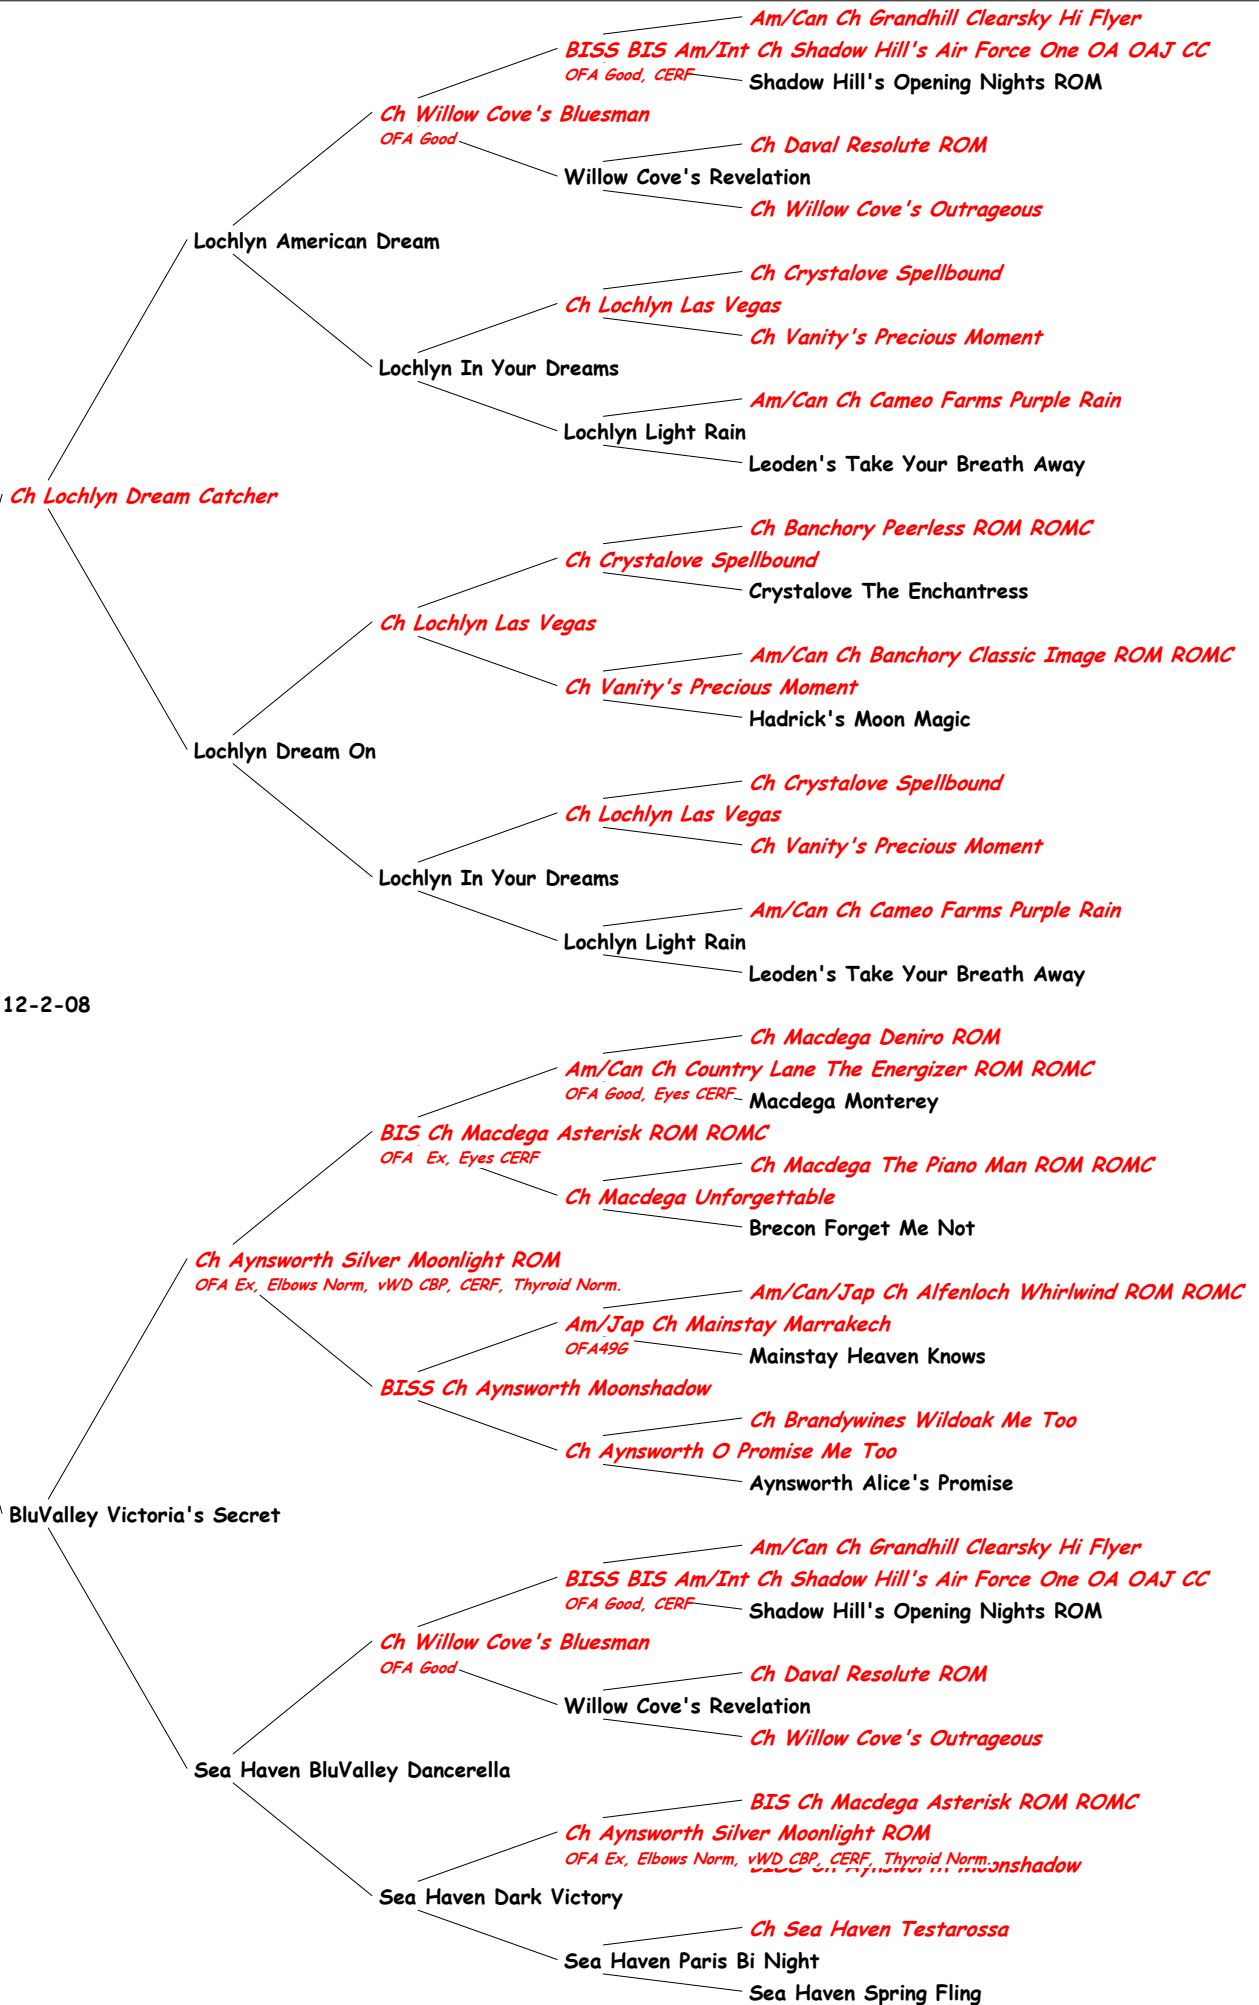 Am/Can Ch Grandhill Clearsky Hi Flyer
BISS BIS Am/Int Ch Shadow Hill's Air Force One OA OAJ CC
OFA Good, CERF
Shadow Hill's Opening Nights ROM
Ch Willow Cove's Bluesman
OFA Good
Ch Daval Resolute ROM
Willow Cove's Revelation
Ch Willow Cove's Outrageous
Lochlyn American Dream
Ch Crystalove Spellbound
Ch Lochlyn Las Vegas
Ch Vanity's Precious Moment
Lochlyn In Your Dreams
Am/Can Ch Cameo Farms Purple Rain
Lochlyn Light Rain
Leoden's Take Your Breath Away
Ch Lochlyn Dream Catcher
Ch Banchory Peerless ROM ROMC
Ch Crystalove Spellbound
Crystalove The Enchantress
Ch Lochlyn Las Vegas
Am/Can Ch Banchory Classic Image ROM ROMC
Ch Vanity's Precious Moment
Hadrick's Moon Magic
Lochlyn Dream On
Ch Crystalove Spellbound
Ch Lochlyn Las Vegas
Ch Vanity's Precious Moment
Lochlyn In Your Dreams
Am/Can Ch Cameo Farms Purple Rain
Lochlyn Light Rain
Leoden's Take Your Breath Away
12-2-08
Ch Macdega Deniro ROM
Am/Can Ch Country Lane The Energizer ROM ROMC
OFA Good, Eyes CERF
Macdega Monterey
BIS Ch Macdega Asterisk ROM ROMC
OFA Ex, Eyes CERF
Ch Macdega The Piano Man ROM ROMC
Ch Macdega Unforgettable
Brecon Forget Me Not
Ch Aynsworth Silver Moonlight ROM
OFA Ex, Elbows Norm, vWD CBP, CERF, Thyroid Norm.
Am/Can/Jap Ch Alfenloch Whirlwind ROM ROMC
Am/Jap Ch Mainstay Marrakech
OFA49G
Mainstay Heaven Knows
BISS Ch Aynsworth Moonshadow
Ch Brandywines Wildoak Me Too
Ch Aynsworth O Promise Me Too
Aynsworth Alice's Promise
BluValley Victoria's Secret
Am/Can Ch Grandhill Clearsky Hi Flyer
BISS BIS Am/Int Ch Shadow Hill's Air Force One OA OAJ CC
OFA Good, CERF
Shadow Hill's Opening Nights ROM
Ch Willow Cove's Bluesman
OFA Good
Ch Daval Resolute ROM
Willow Cove's Revelation
Ch Willow Cove's Outrageous
Sea Haven BluValley Dancerella
BIS Ch Macdega Asterisk ROM ROMC
Ch Aynsworth Silver Moonlight ROM
OFA Ex, Elbows Norm, vWD CBP, CERF, Thyroid Norm.
BISS Ch Aynsworth Moonshadow
Sea Haven Dark Victory
Ch Sea Haven Testarossa
Sea Haven Paris Bi Night
Sea Haven Spring Fling